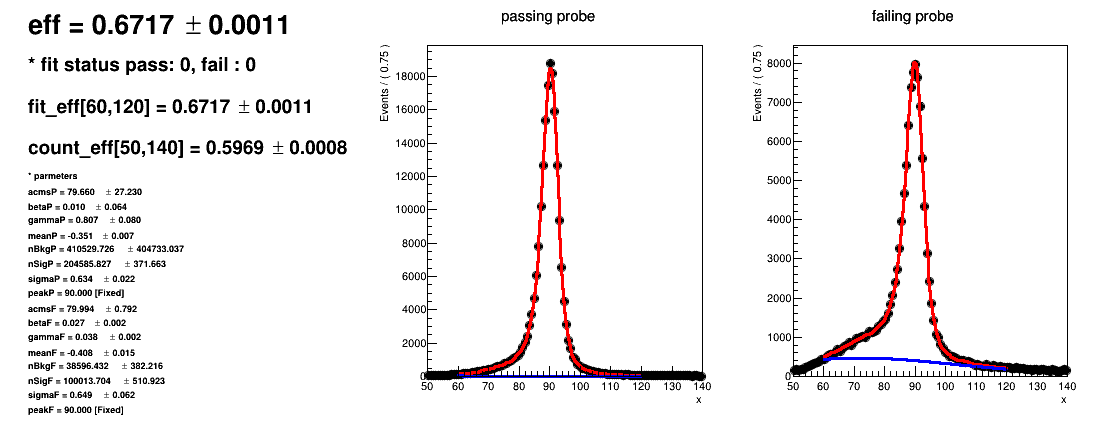 eff = 0.6717 ± 0.0011
* fit status pass: 0, fail : 0
fit_eff[60,120] = 0.6717 ± 0.0011
count_eff[50,140] = 0.5969 ± 0.0008
* parmeters
acmsP = 79.660 ± 27.230
betaP = 0.010 ± 0.064
gammaP = 0.807 ± 0.080
meanP = -0.351 ± 0.007
nBkgP = 410529.726 ± 404733.037
nSigP = 204585.827 ± 371.663
sigmaP = 0.634 ± 0.022
peakP = 90.000 [Fixed]
acmsF = 79.994 ± 0.792
betaF = 0.027 ± 0.002
gammaF = 0.038 ± 0.002
meanF = -0.408 ± 0.015
nBkgF = 38596.432 ± 382.216
nSigF = 100013.704 ± 510.923
sigmaF = 0.649 ± 0.062
peakF = 90.000 [Fixed]
passing probe
Events / ( 0.75 )
18000
16000
14000
12000
10000
8000
6000
4000
2000
0
50 60 70 80 90 100 110 120 130 140
x
failing probe
Events / ( 0.75 )
8000
7000
6000
5000
4000
3000
2000
1000
0
50 60 70 80 90 100 110 120 130 140
x